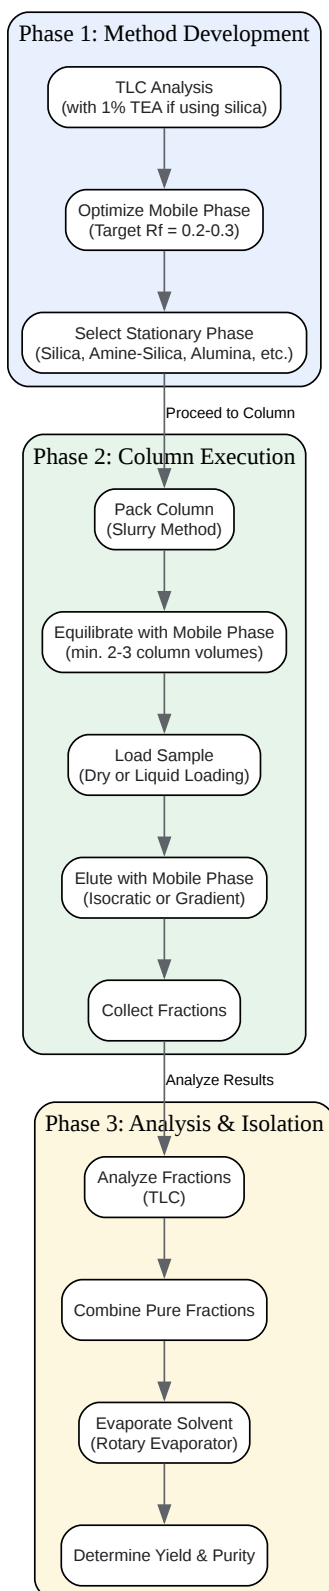 Phase 1: Method Development
TLC Analysis
(with 1% TEA if using silica)
Optimize Mobile Phase
(Target Rf = 0.2-0.3)
Select Stationary Phase
(Silica, Amine-Silica, Alumina, etc.)
Proceed to Column
Phase 2: Column Execution
Pack Column
(Slurry Method)
Equilibrate with Mobile Phase
(min. 2-3 column volumes)
Load Sample
(Dry or Liquid Loading)
Elute with Mobile Phase
(Isocratic or Gradient)
Collect Fractions
Analyze Results
Phase 3: Analysis & Isolation
Analyze Fractions
(TLC)
Combine Pure Fractions
Evaporate Solvent
(Rotary Evaporator)
Determine Yield & Purity